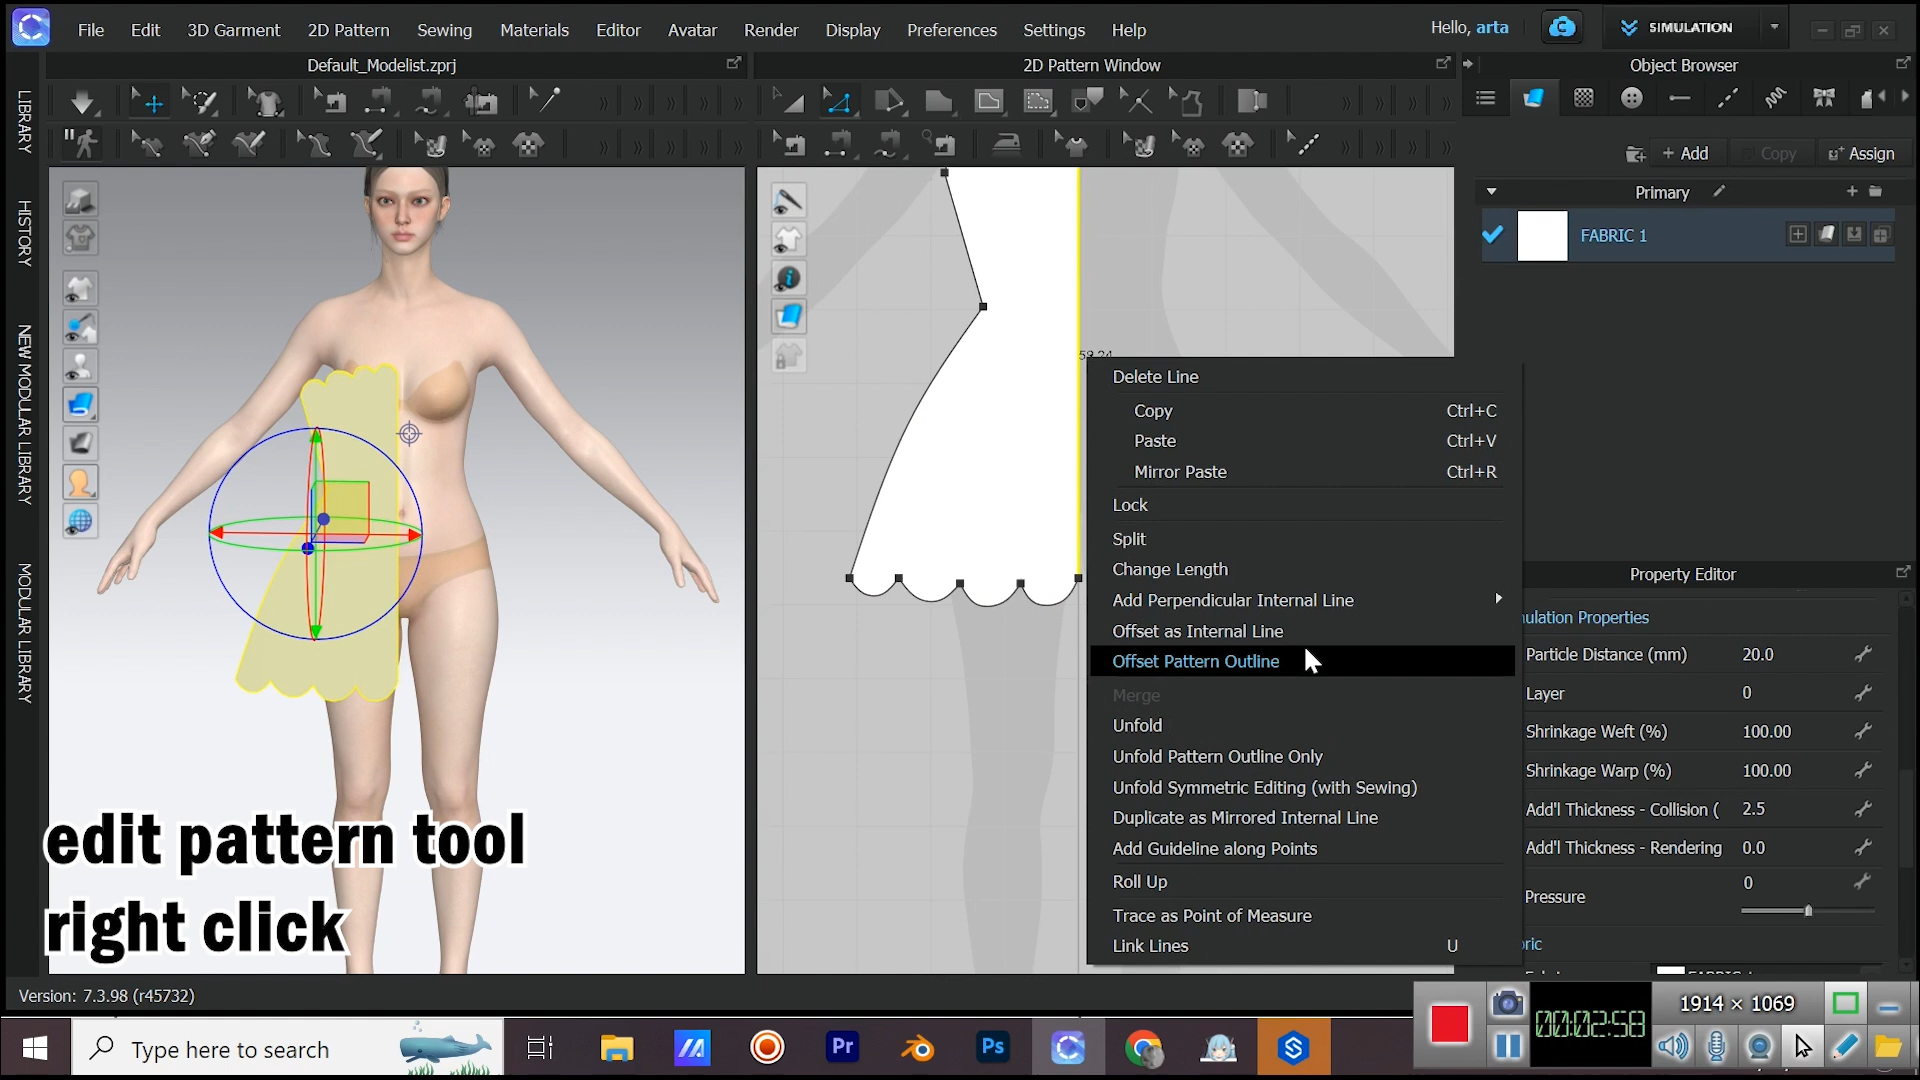 File Edit 3D Garment 2D Pattern Sewing Materials Editor Avatar Render Display Preferences Settings Help
Hello, arta
SIMULATION
Default_Modelist.zprj
2D Pattern Window
Object Browser
LIBRARY
HISTORY
NEW MODULAR LIBRARY
MODULAR LIBRARY
+ Add
Copy
Assign
Primary
FABRIC 1
59.24
Delete Line
Copy Ctrl+C
Paste Ctrl+V
Mirror Paste Ctrl+R
Lock
Split
Change Length
Add Perpendicular Internal Line
Offset as Internal Line
Offset Pattern Outline
Merge
Unfold
Unfold Pattern Outline Only
Unfold Symmetric Editing (with Sewing)
Duplicate as Mirrored Internal Line
Add Guideline along Points
Roll Up
Trace as Point of Measure
Link Lines U
Property Editor
ulation Properties
Particle Distance (mm) 20.0
Layer 0
Shrinkage Weft (%) 100.00
Shrinkage Warp (%) 100.00
Add'l Thickness - Collision ( 2.5
Add'l Thickness - Rendering 0.0
Pressure 0
ric
edit pattern tool
right click
Version: 7.3.98 (r45732)
1914 × 1069
00:02:58
Type here to search
Pr
Ps